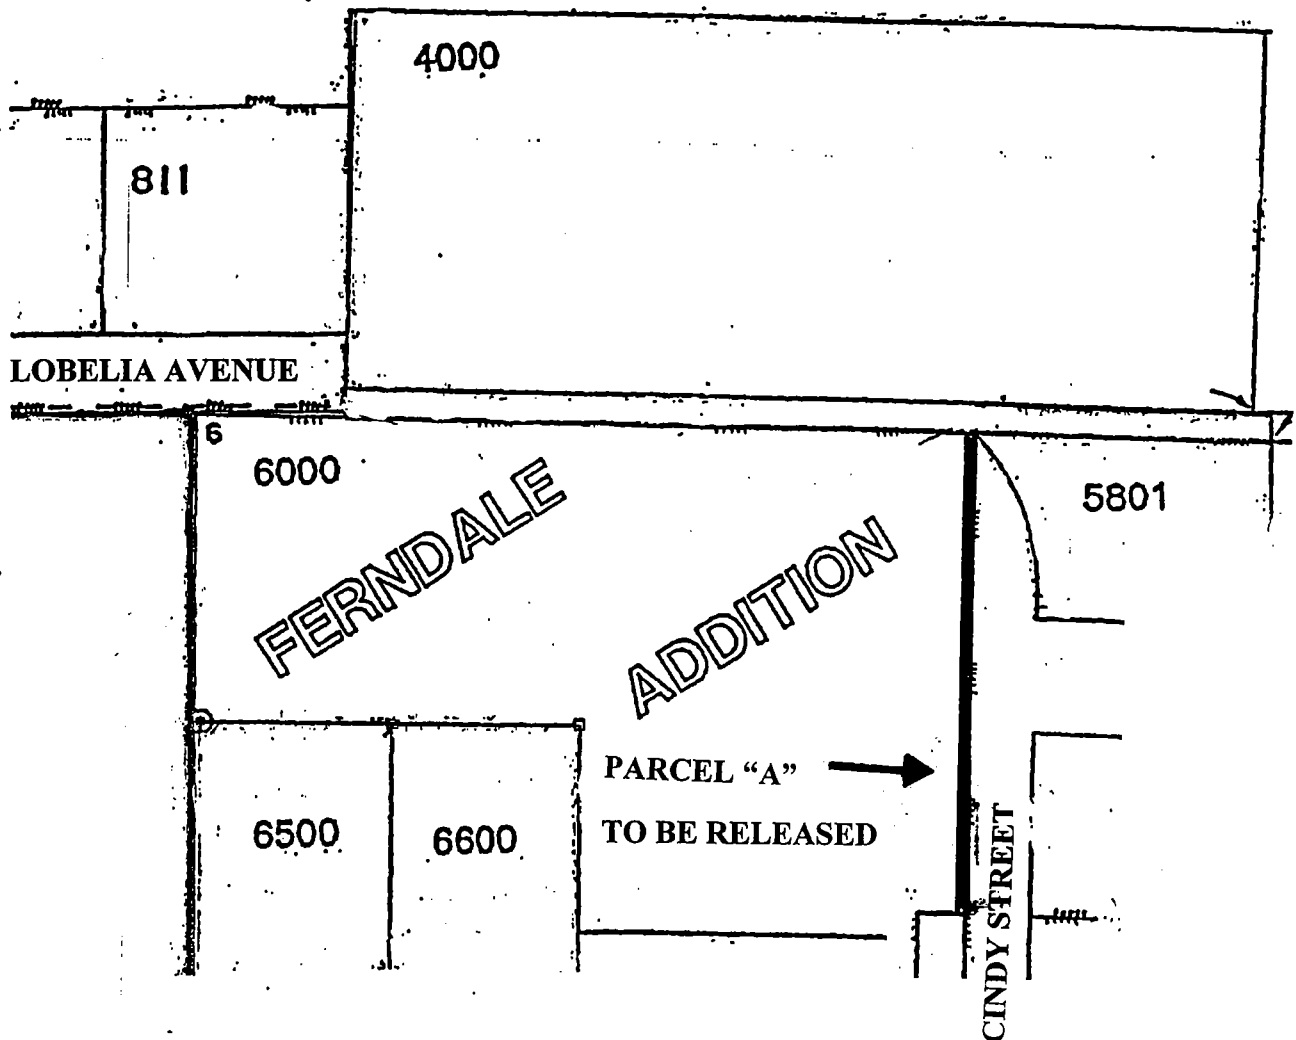 4000
811
LOBELIA AVENUE
6
6000
5801
FERNDALE
ADDITION
PARCEL “A”
TO BE RELEASED
6500
6600
CINDY STREET